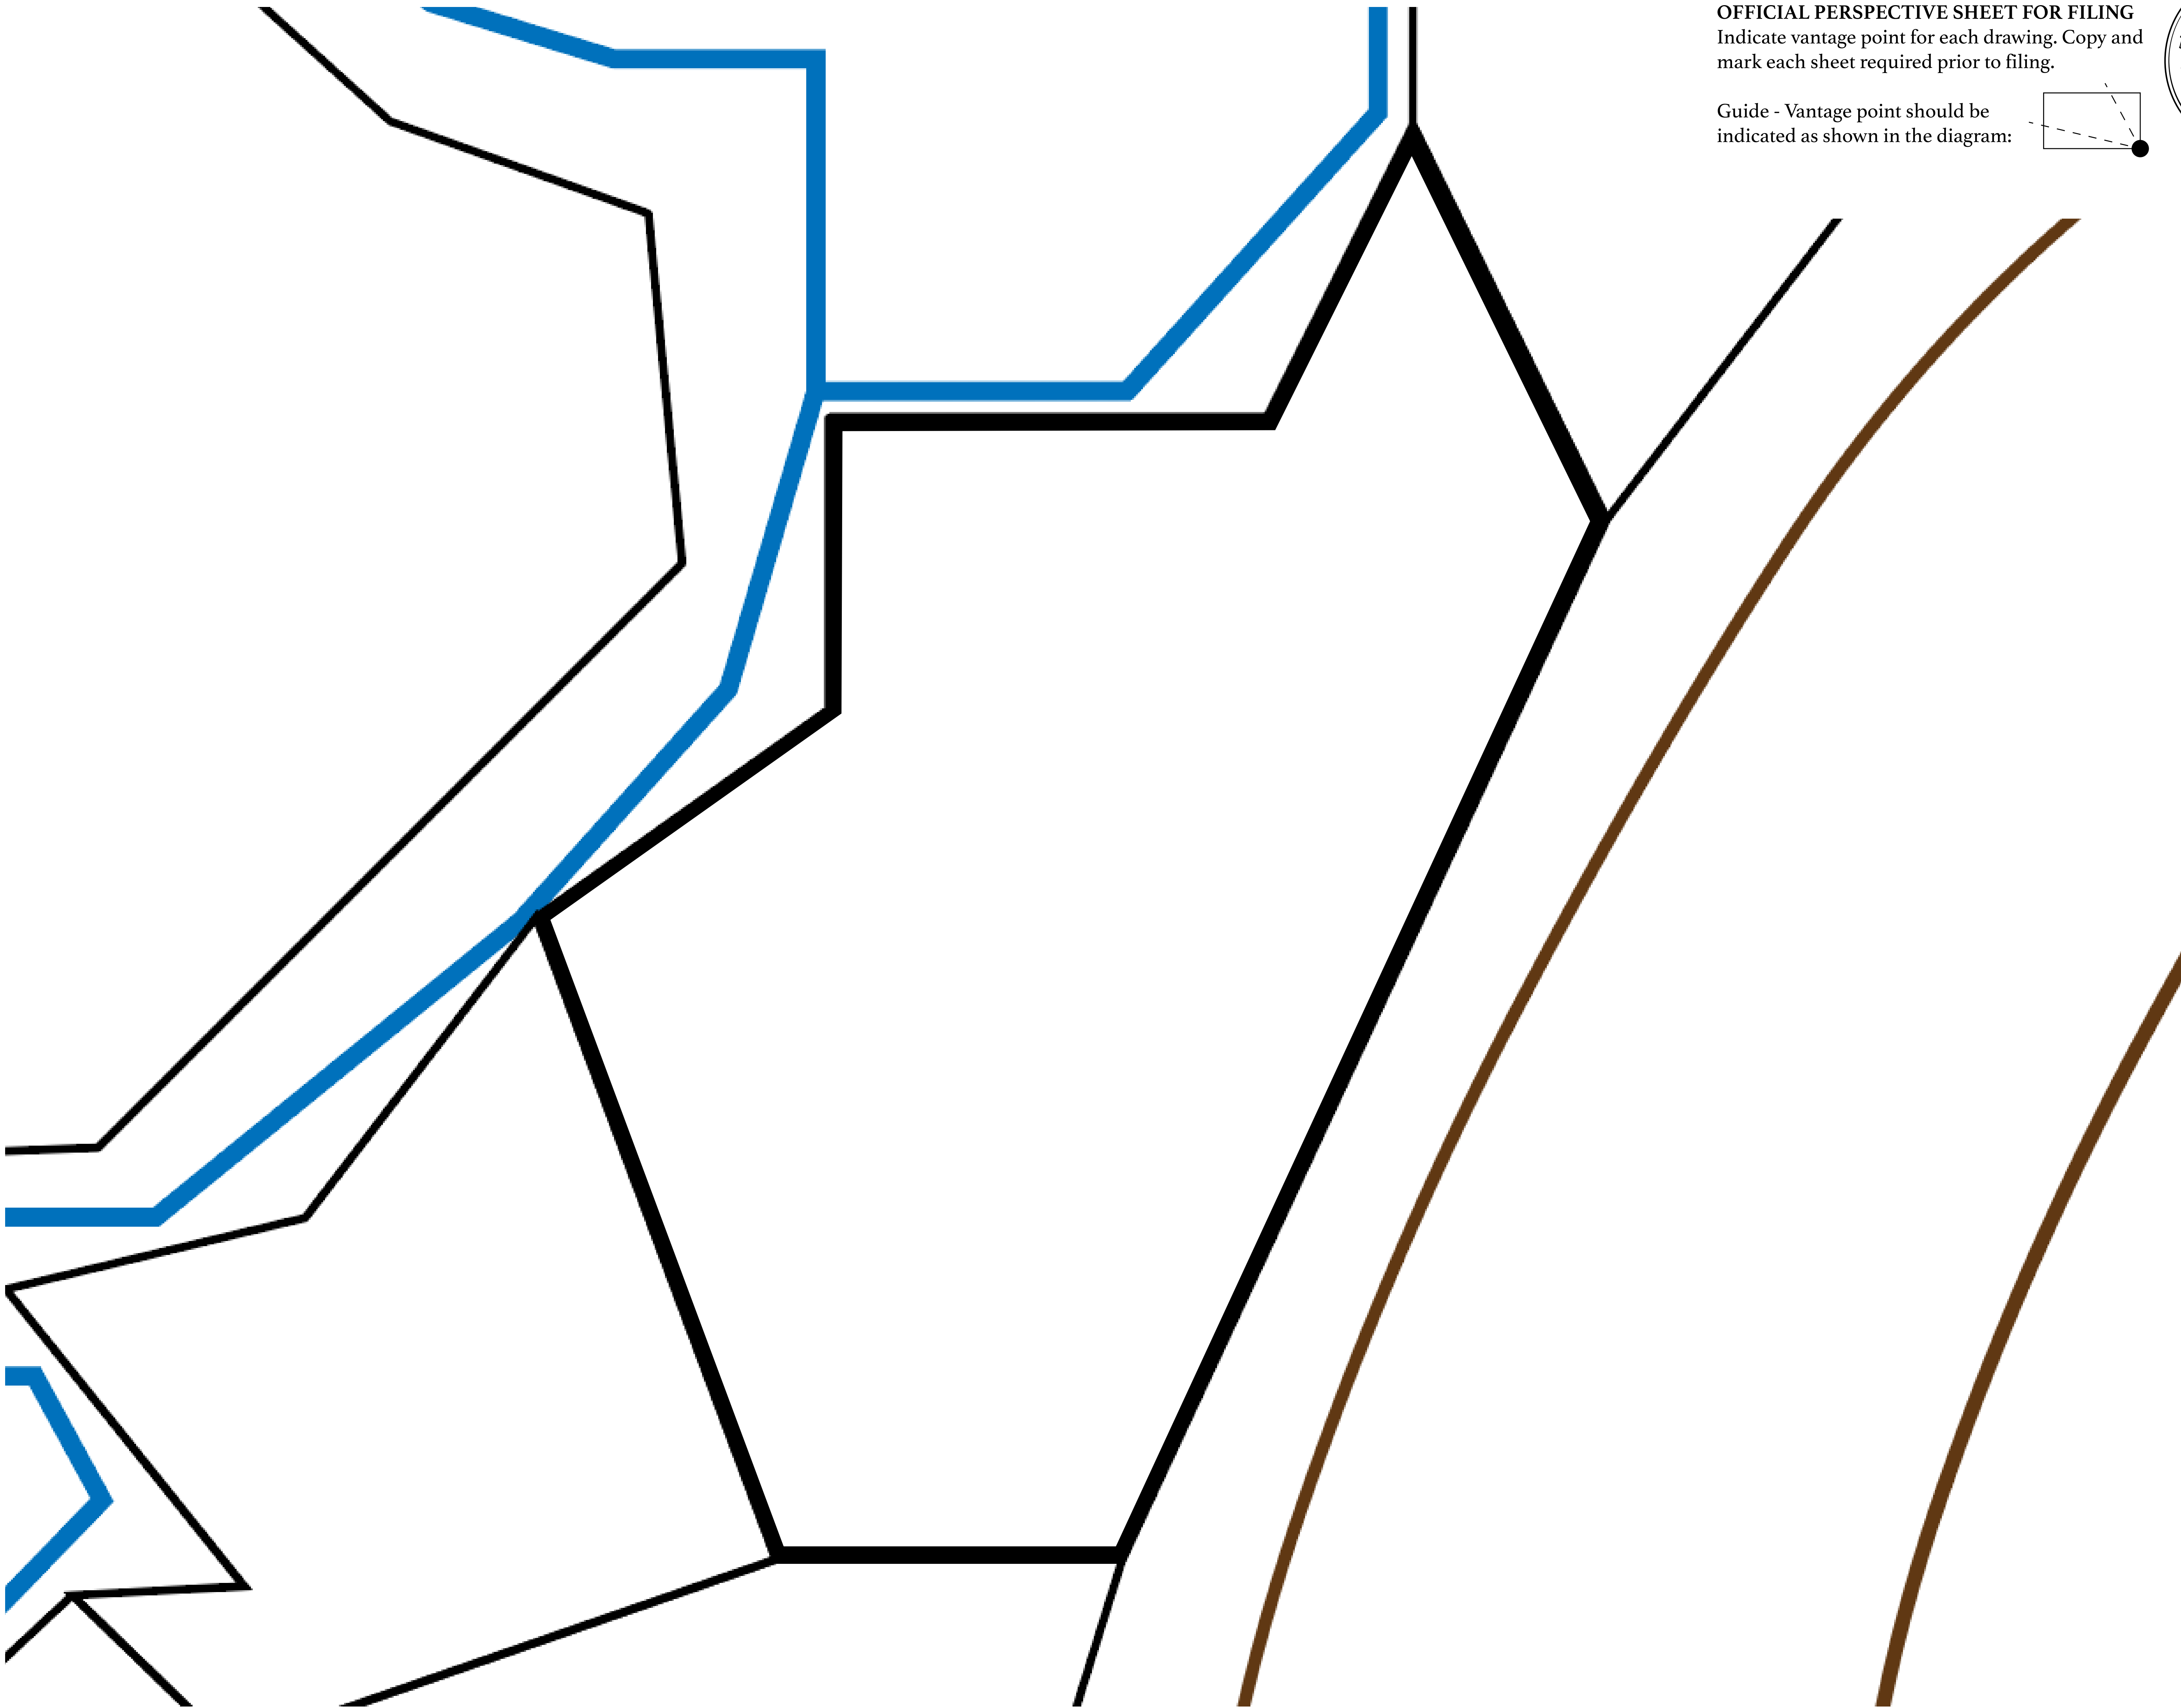 OFFICIAL PERSPECTIVE SHEET FOR FILING
Indicate vantage point for each drawing. Copy and
mark each sheet required prior to filing.
Guide - Vantage point should be
indicated as shown in the diagram: